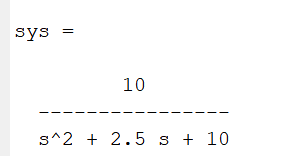 sys =
10
----------------
s^2 + 2.5 s + 10